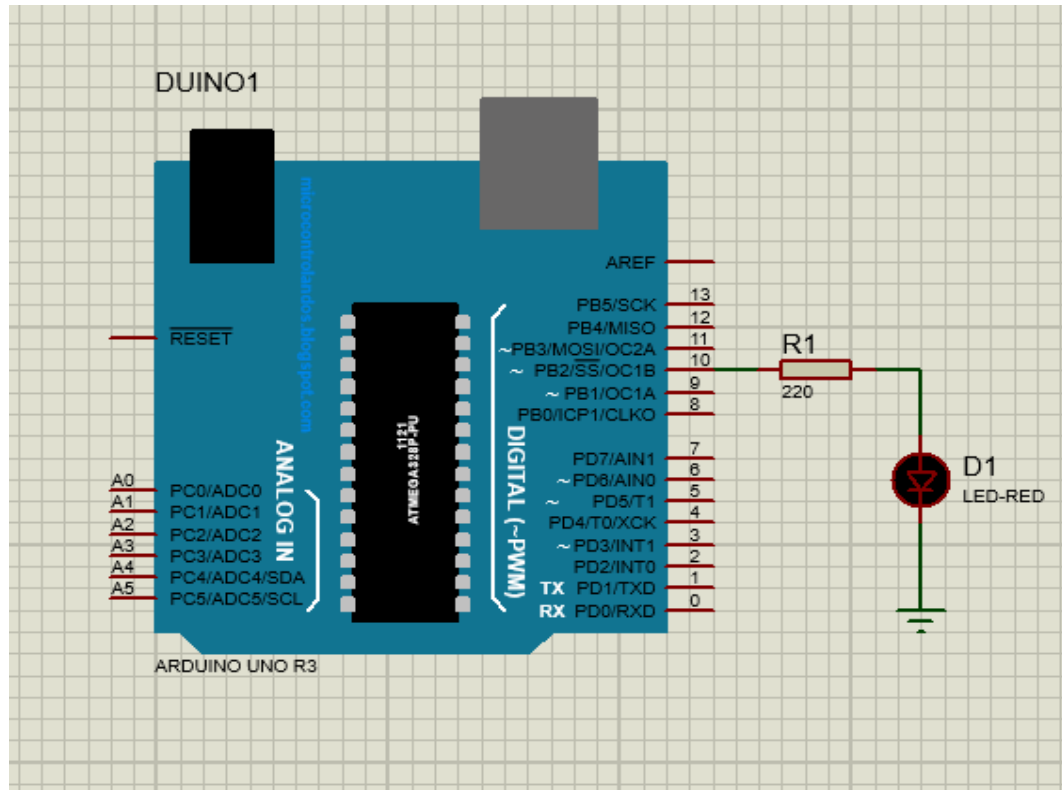 DUINO1
microcontrolandos.blogspot.com
RESET
AREF
PB5/SCK 13
PB4/MISO 12
~PB3/MOSI/OC2A 11
~ PB2/SS/OC1B 10
~ PB1/OC1A 9
PB0/ICP1/CLKO 8
R1
220
1121
ATMEGA328P-PU
DIGITAL (~PWM)
PD7/AIN1 7
~PD6/AIN0 6
~ PD5/T1 5
PD4/T0/XCK 4
~PD3/INT1 3
PD2/INT0 2
TX PD1/TXD 1
RX PD0/RXD 0
D1
LED-RED
ANALOG IN
A0 PC0/ADC0
A1 PC1/ADC1
A2 PC2/ADC2
A3 PC3/ADC3
A4 PC4/ADC4/SDA
A5 PC5/ADC5/SCL
ARDUINO UNO R3